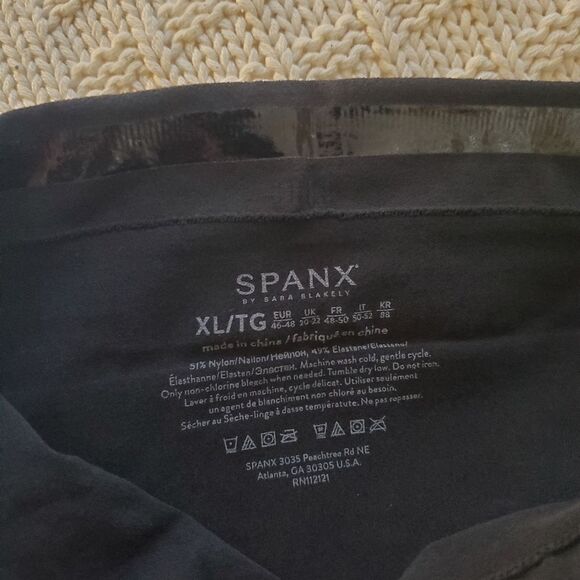 SPANX®
BY SARA BLAKELY
XL/TG EUR 46-48 UK 20-22 FR 48-50 IT 50-52 KR 88
made in china / fabriqué en chine
51% Nylon/Nailon/Нейлон, 49% Elastane/Elastano/
Élasthanne/Elasten/Эластен. Machine wash cold, gentle cycle.
Only non-chlorine bleach when needed. Tumble dry low. Do not iron.
Laver à froid en machine, cycle délicat. Utiliser seulement
un agent de blanchiment non chloré au besoin.
Sécher au Sèche-linge à dasse température. Ne pas repasser.
SPANX 3035 Peachtree Rd NE
Atlanta, GA 30305 U.S.A.
RN112121